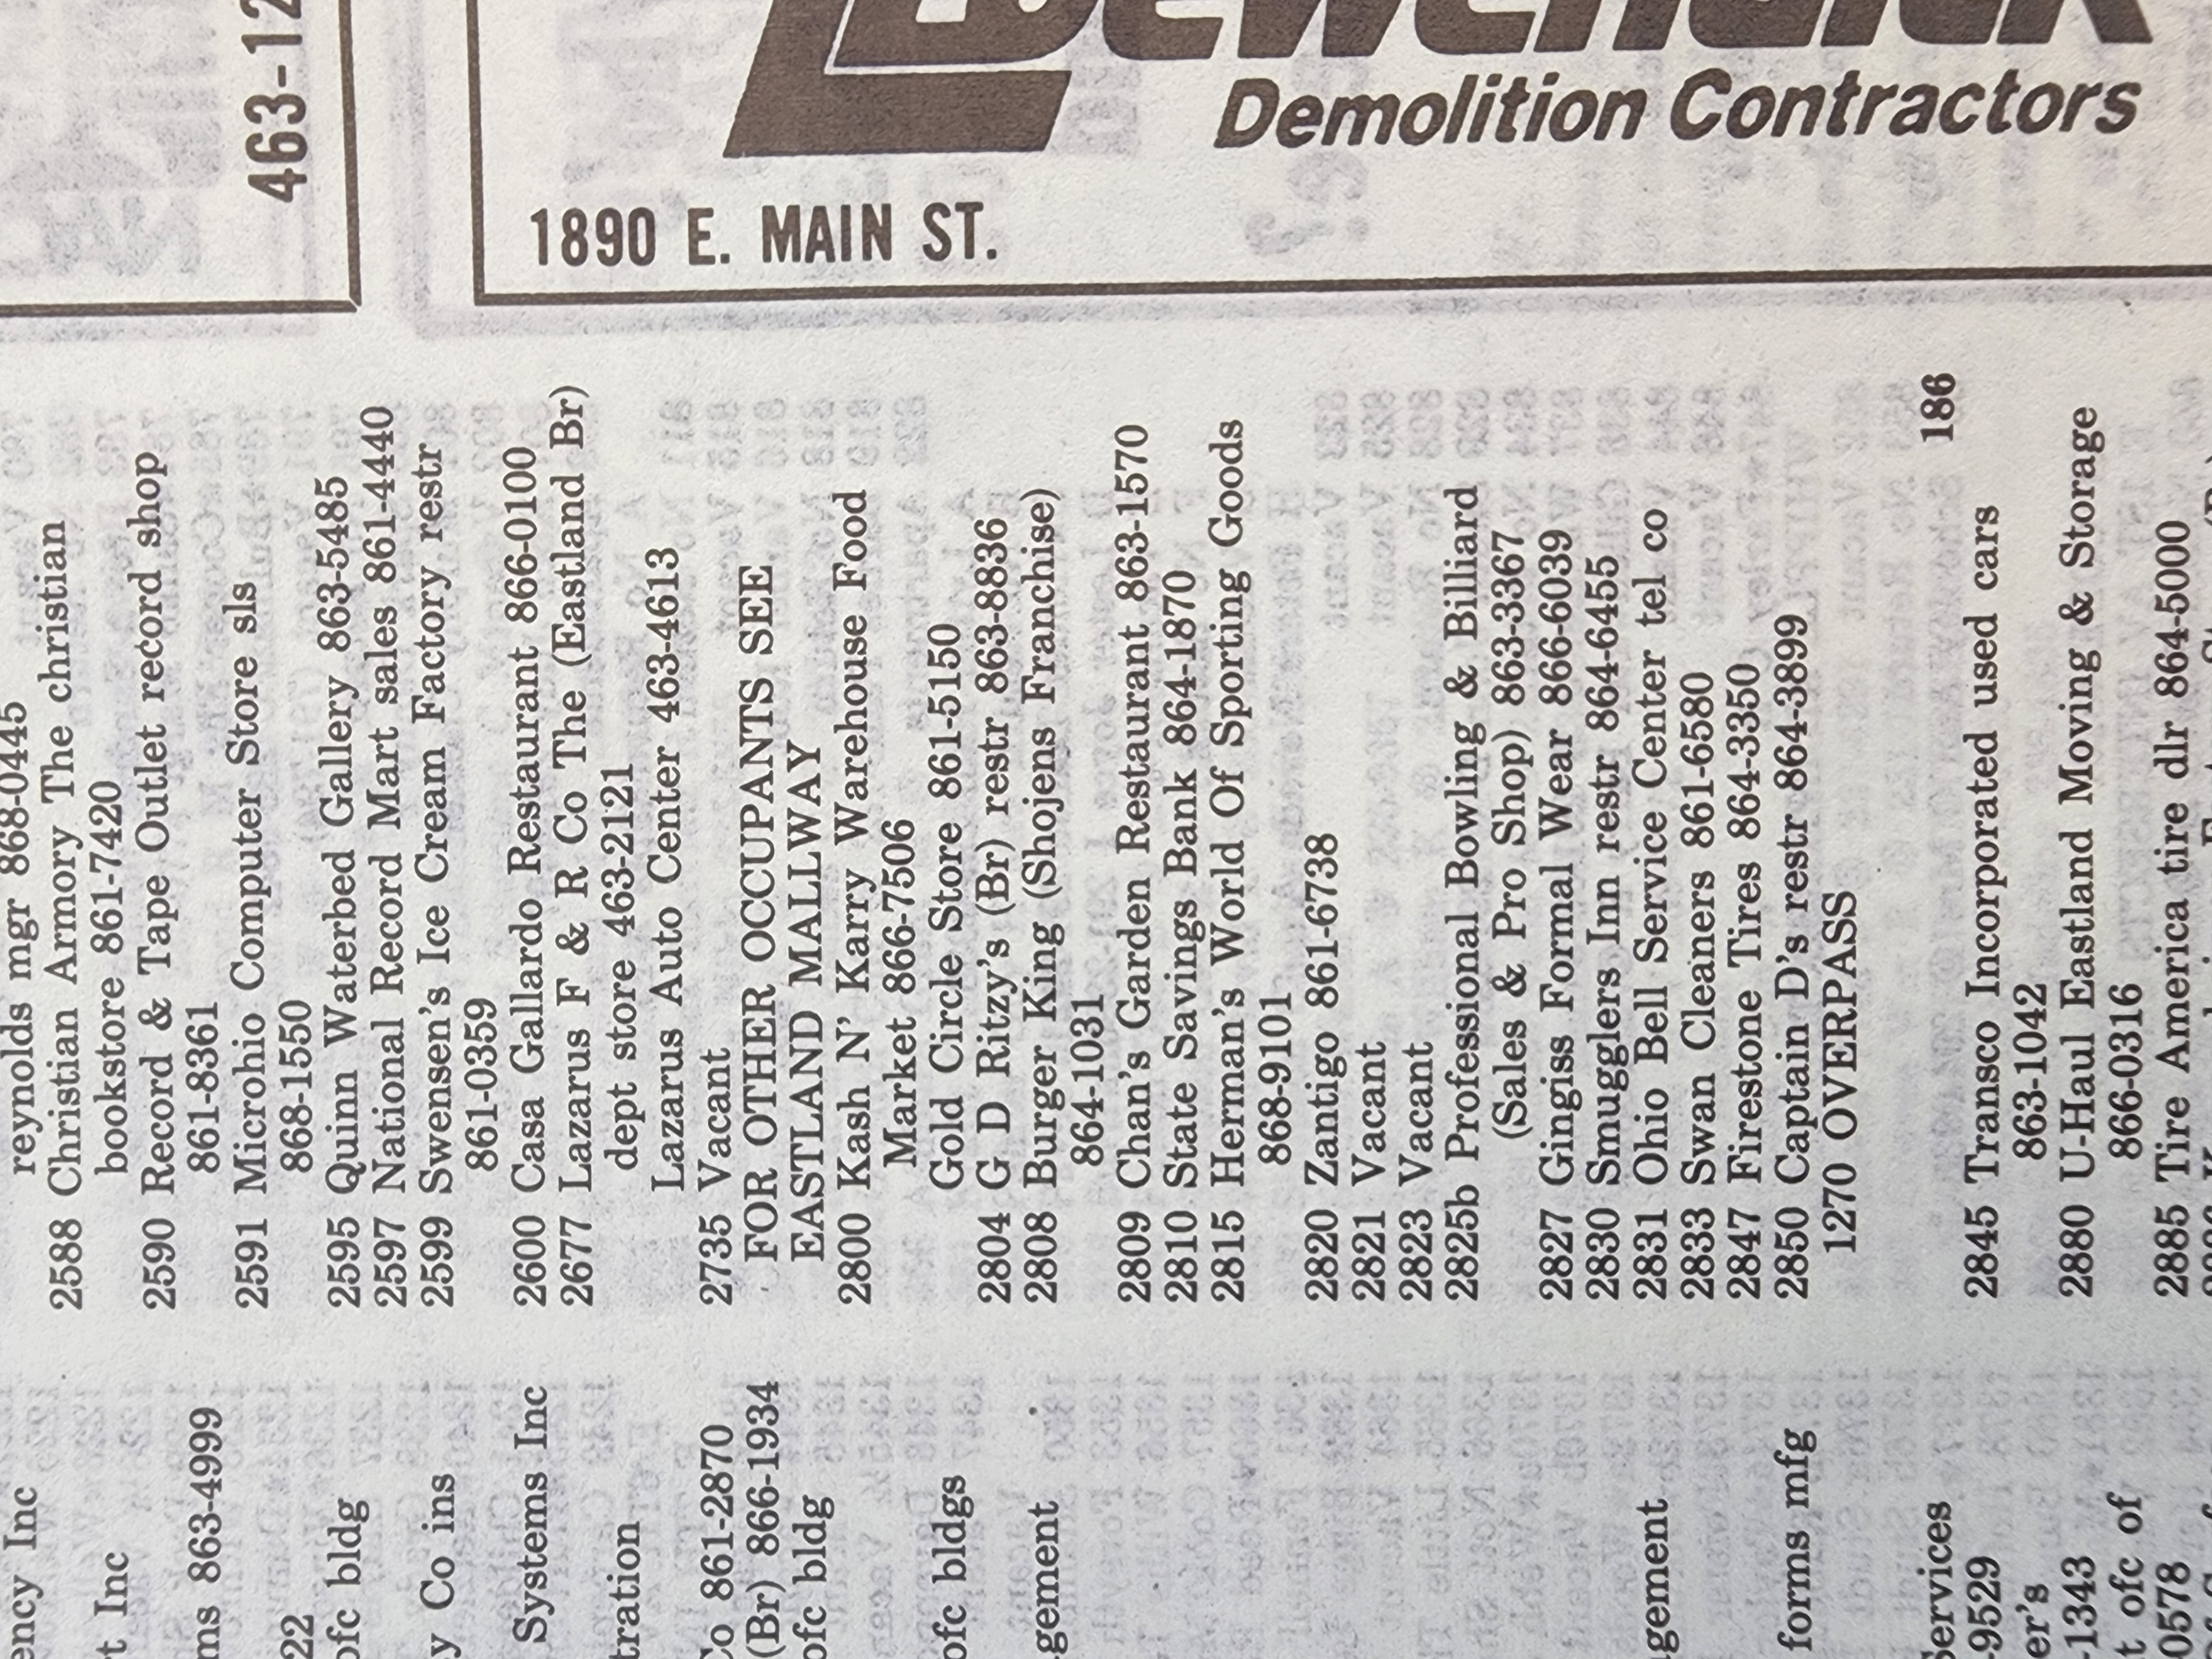 463-12
Demolition Contractors
1890 E. MAIN ST.
reynolds mgr 868-0445
2588 Christian Armory The christian
bookstore 861-7420
2590 Record & Tape Outlet record shop
861-8361
2591 Microhio Computer Store sls
868-1550
2595 Quinn Waterbed Gallery 863-5485
2597 National Record Mart sales 861-4440
2599 Swensen's Ice Cream Factory restr
861-0359
2600 Casa Gallardo Restaurant 866-0100
2677 Lazarus F & R Co The (Eastland Br)
dept store 463-2121
Lazarus Auto Center 463-4613
2735 Vacant
FOR OTHER OCCUPANTS SEE
EASTLAND MALLWAY
2800 Kash N' Karry Warehouse Food
Market 866-7506
Gold Circle Store 861-5150
2804 G D Ritzy's (Br) restr 863-8836
2808 Burger King (Shojens Franchise)
864-1031
2809 Chan's Garden Restaurant 863-1570
2810 State Savings Bank 864-1870
2815 Herman's World Of Sporting Goods
868-9101
2820 Zantigo 861-6738
2821 Vacant
2823 Vacant
2825b Professional Bowling & Billiard
(Sales & Pro Shop) 863-3367
2827 Gingiss Formal Wear 866-6039
2830 Smugglers Inn restr 864-6455
2831 Ohio Bell Service Center tel co
2833 Swan Cleaners 861-6580
2847 Firestone Tires 864-3350
2850 Captain D's restr 864-3899
1270 OVERPASS
186
2845 Transco Incorporated used cars
863-1042
2880 U-Haul Eastland Moving & Storage
866-0316
2885 Tire America tire dlr 864-5000
ency Inc
t Inc
ms 863-4999
22
ofc bldg
y Co ins
Systems Inc
tration
Co 861-2870
(Br) 866-1934
ofc bldg
ofc bldgs
gement
gement
forms mfg
Services
-9529
er's
-1343
t ofc of
0578